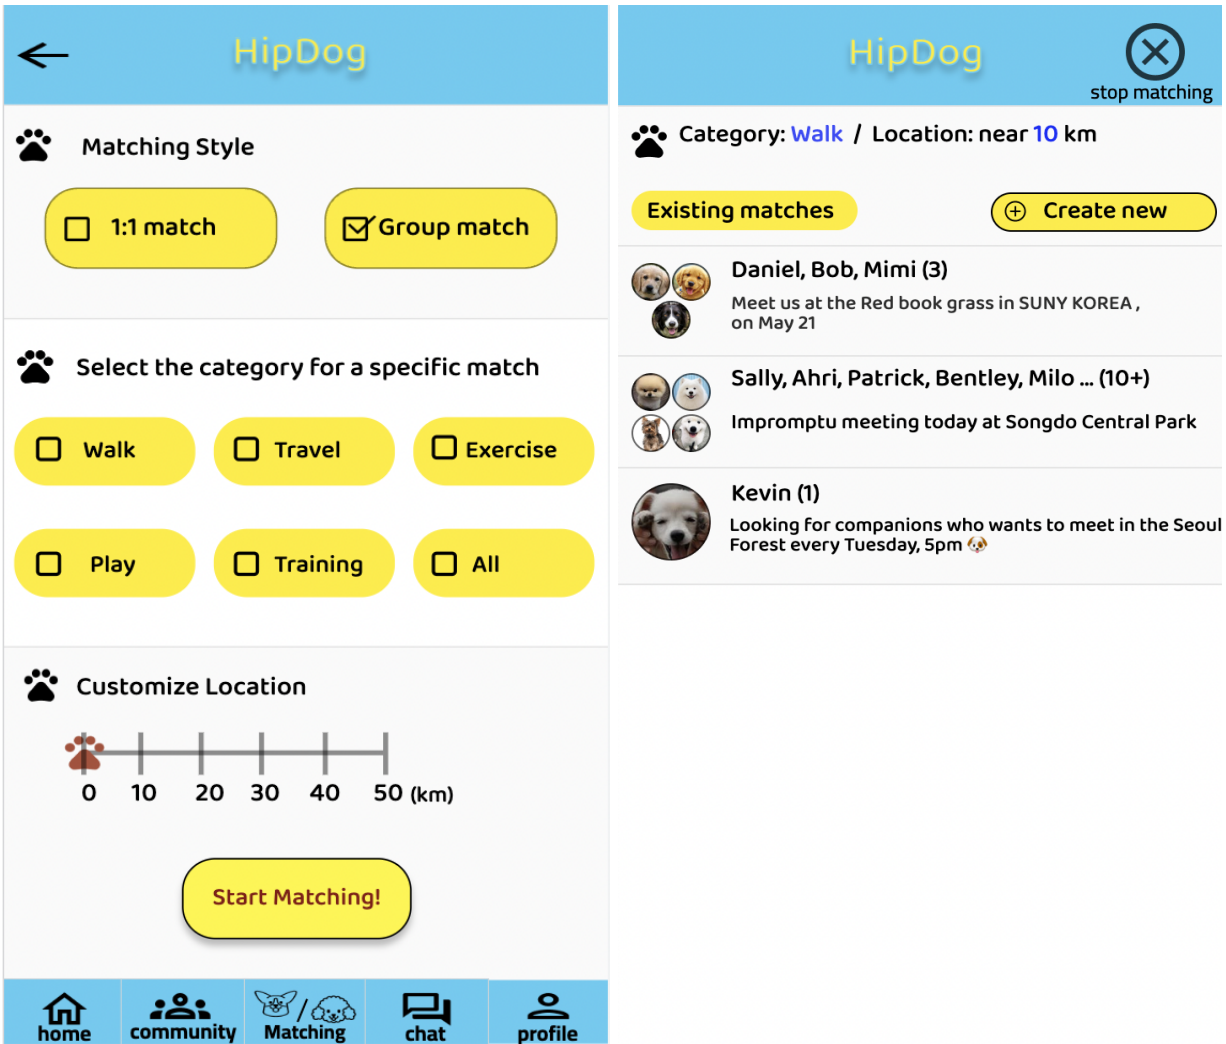 HipDog
Matching Style
1:1 match
Group match
Select the category for a specific match
Walk
Travel
Exercise
Play
Training
All
Customize Location
0 10 20 30 40 50 (km)
Start Matching!
home
community
Matching
chat
profile
HipDog
stop matching
Category: Walk / Location: near 10 km
Existing matches
Create new
Daniel, Bob, Mimi (3)
Meet us at the Red book grass in SUNY KOREA ,
on May 21
Sally, Ahri, Patrick, Bentley, Milo ... (10+)
Impromptu meeting today at Songdo Central Park
Kevin (1)
Looking for companions who wants to meet in the Seoul
Forest every Tuesday, 5pm 🐶